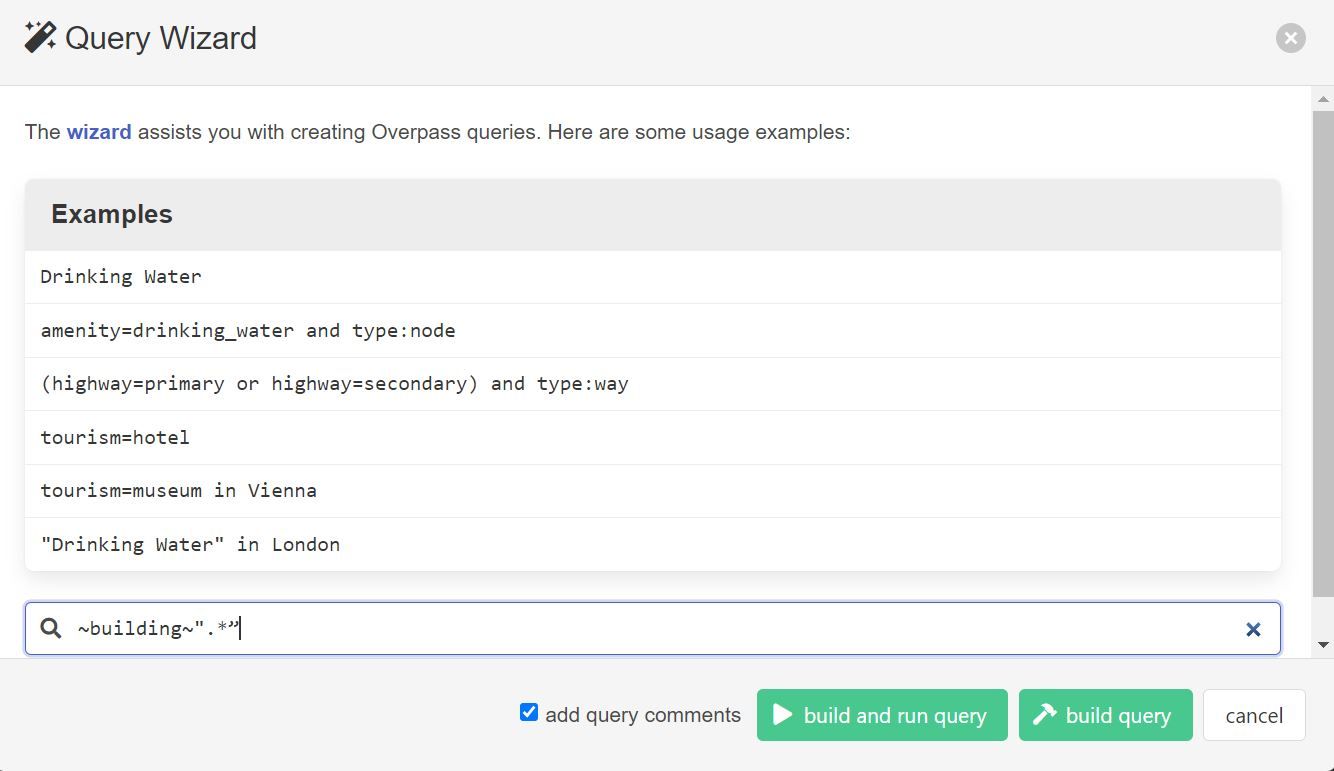 Query Wizard
The wizard assists you with creating Overpass queries. Here are some usage examples:
Examples
Drinking Water
amenity=drinking_water and type:node
(highway=primary or highway=secondary) and type:way
tourism=hotel
tourism=museum in Vienna
"Drinking Water" in London
~building~".*”
add query comments
build and run query
build query
cancel